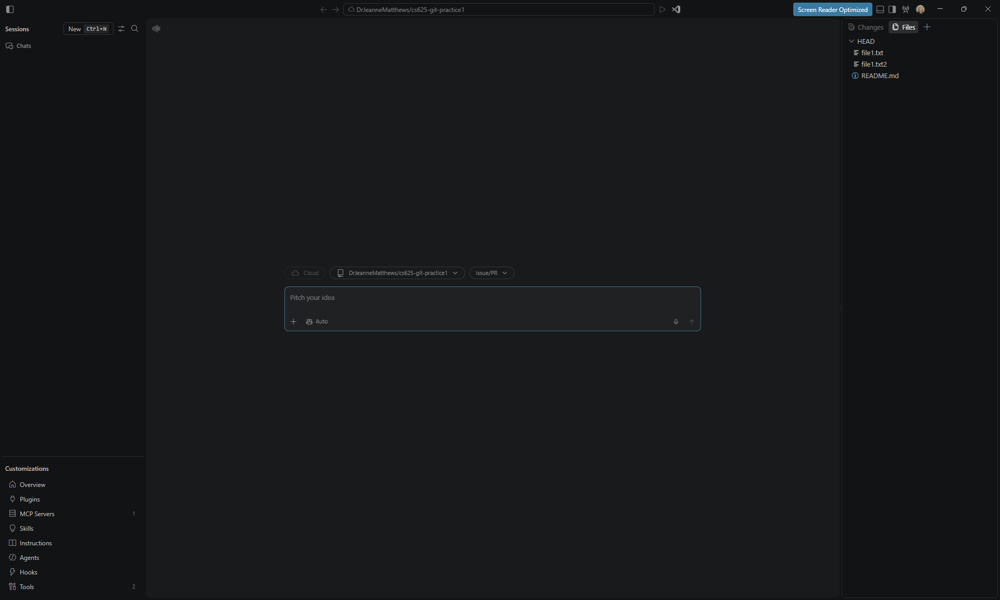 DrJeanneMatthews/cs625-git-practice1
Screen Reader Optimized
Sessions
New Ctrl+N
Chats
Changes
Files
HEAD
file1.txt
file1.txt2
README.md
Cloud
DrJeanneMatthews/cs625-git-practice1
Issue/PR
Pitch your idea
Auto
Customizations
Overview
Plugins
MCP Servers 1
Skills
Instructions
Agents
Hooks
Tools 2